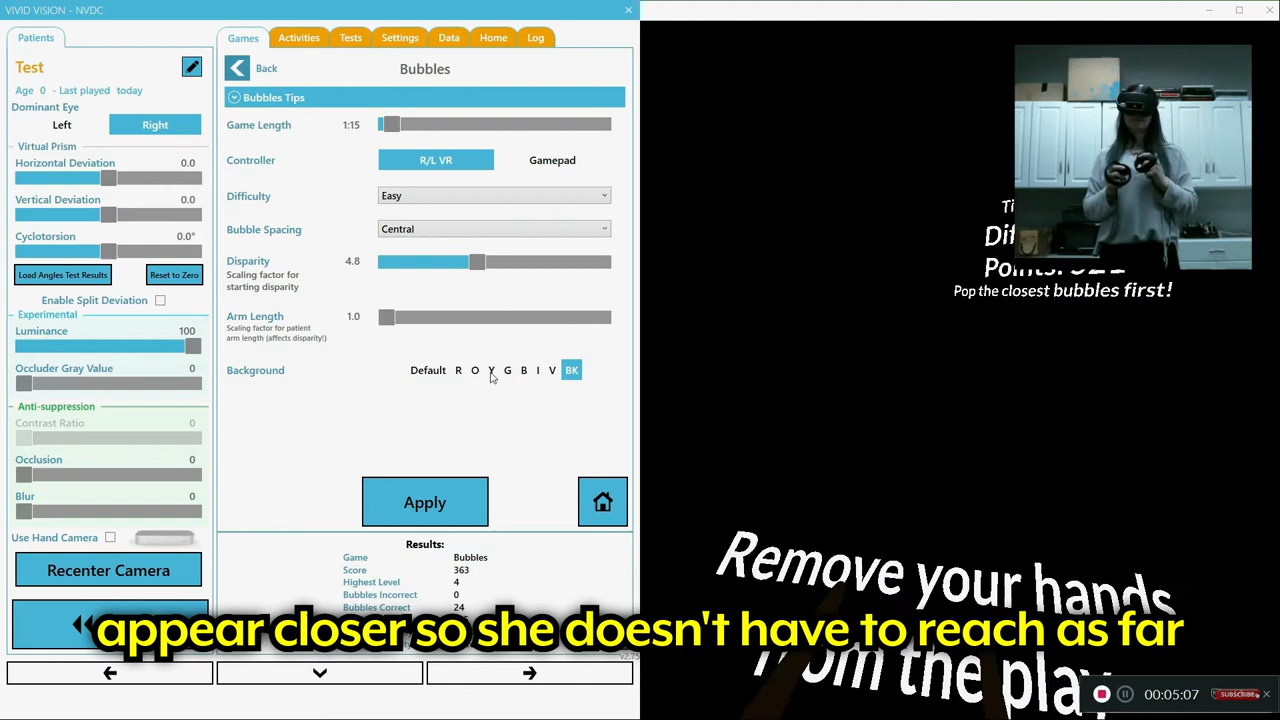 VIVID VISION - NVDC
Patients
Test
Age 0 - Last played today
Dominant Eye
Left Right
Virtual Prism
Horizontal Deviation 0.0
Vertical Deviation 0.0
Cyclotorsion 0.0°
Load Angles Test Results Reset to Zero
Enable Split Deviation
Experimental
Luminance 100
Occluder Gray Value 0
Anti-suppression
Contrast Ratio 0
Occlusion 0
Blur 0
Use Hand Camera
Recenter Camera
Games Activities Tests Settings Data Home Log
Back Bubbles
Bubbles Tips
Game Length 1:15
Controller R/L VR Gamepad
Difficulty Easy
Bubble Spacing Central
Disparity 4.8
Scaling factor for
starting disparity
Arm Length 1.0
Scaling factor for patient
arm length (affects disparity!)
Background Default R O Y G B I V BK
Apply
Results:
Game Bubbles
Score 363
Highest Level 4
Bubbles Incorrect 0
Bubbles Correct 24
Pop the closest bubbles first!
Remove your hands
from the play
appear closer so she doesn't have to reach as far
00:05:07
SUBSCRIBE